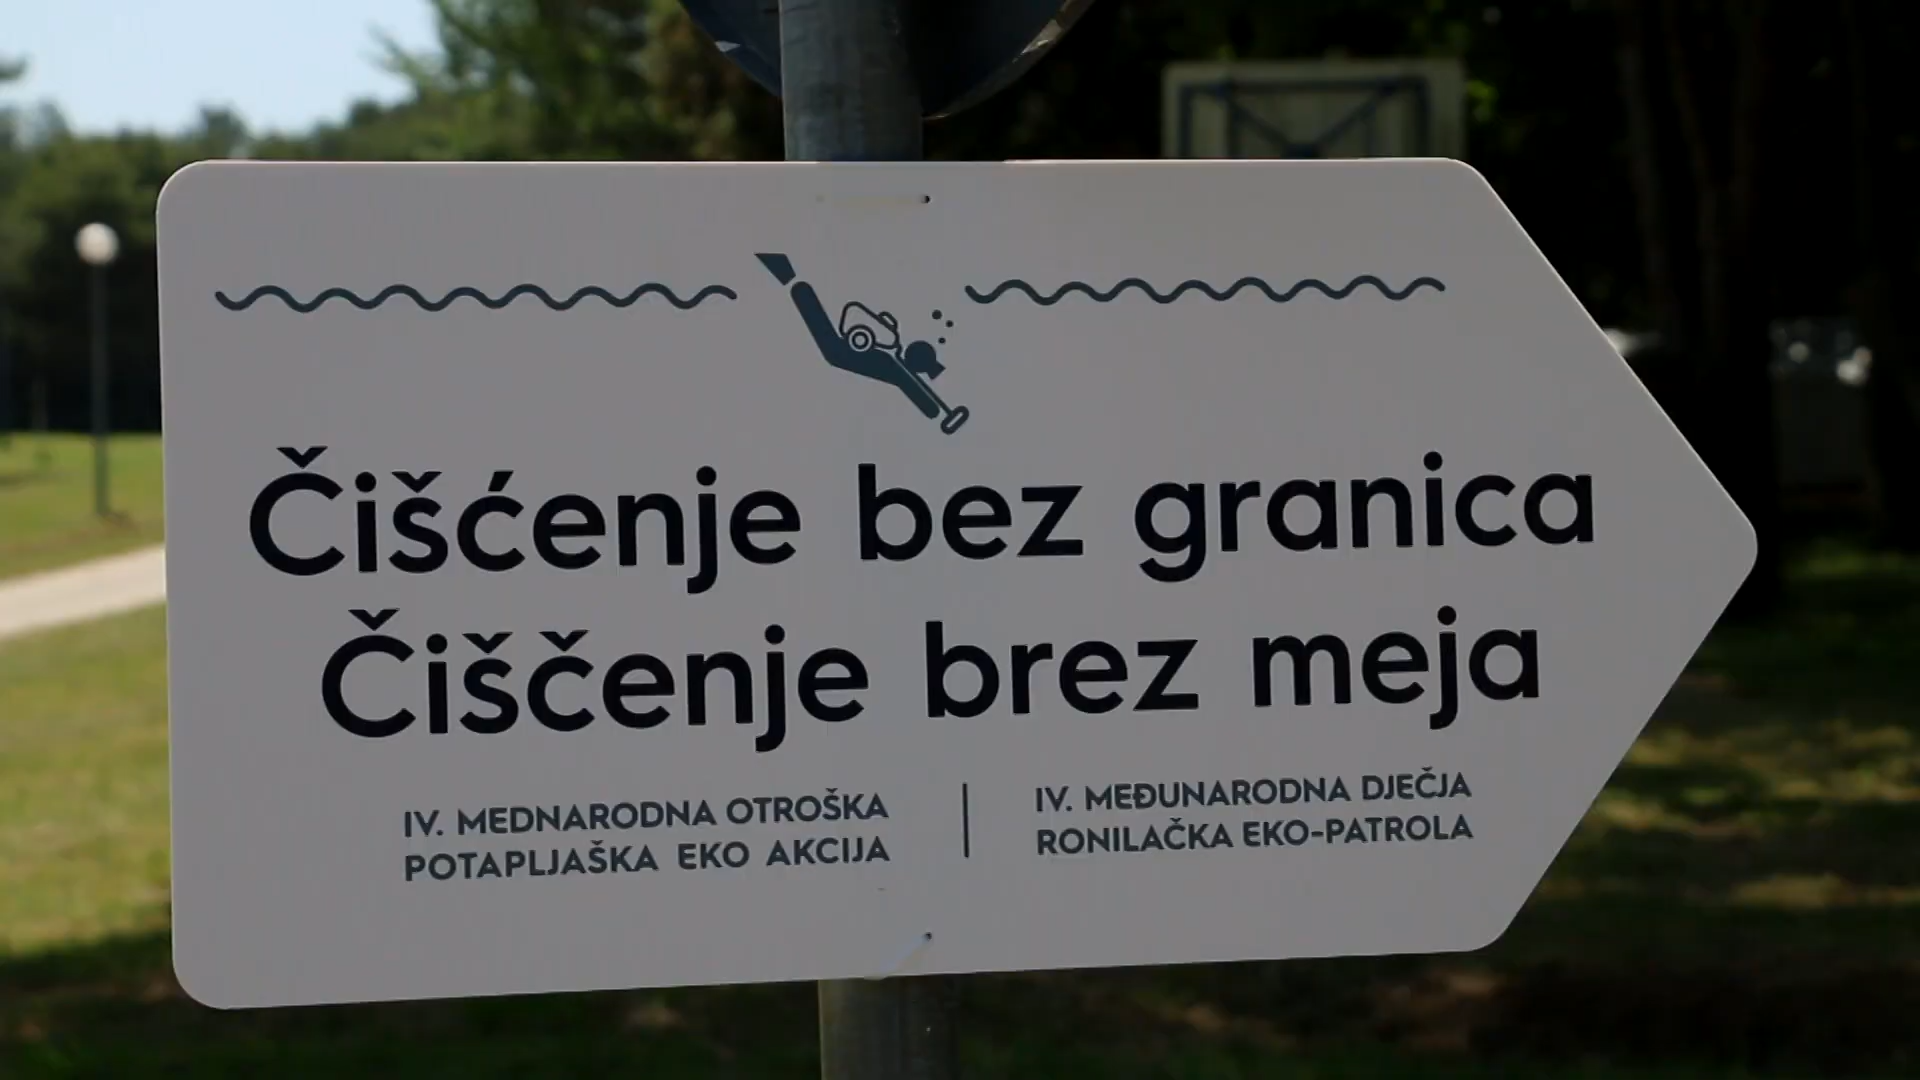 Čišćenje bez granica
Čiščenje brez meja
IV. MEDNARODNA OTROŠKA
POTAPLJAŠKA EKO AKCIJA
IV. MEĐUNARODNA DJEČJA
RONILAČKA EKO-PATROLA